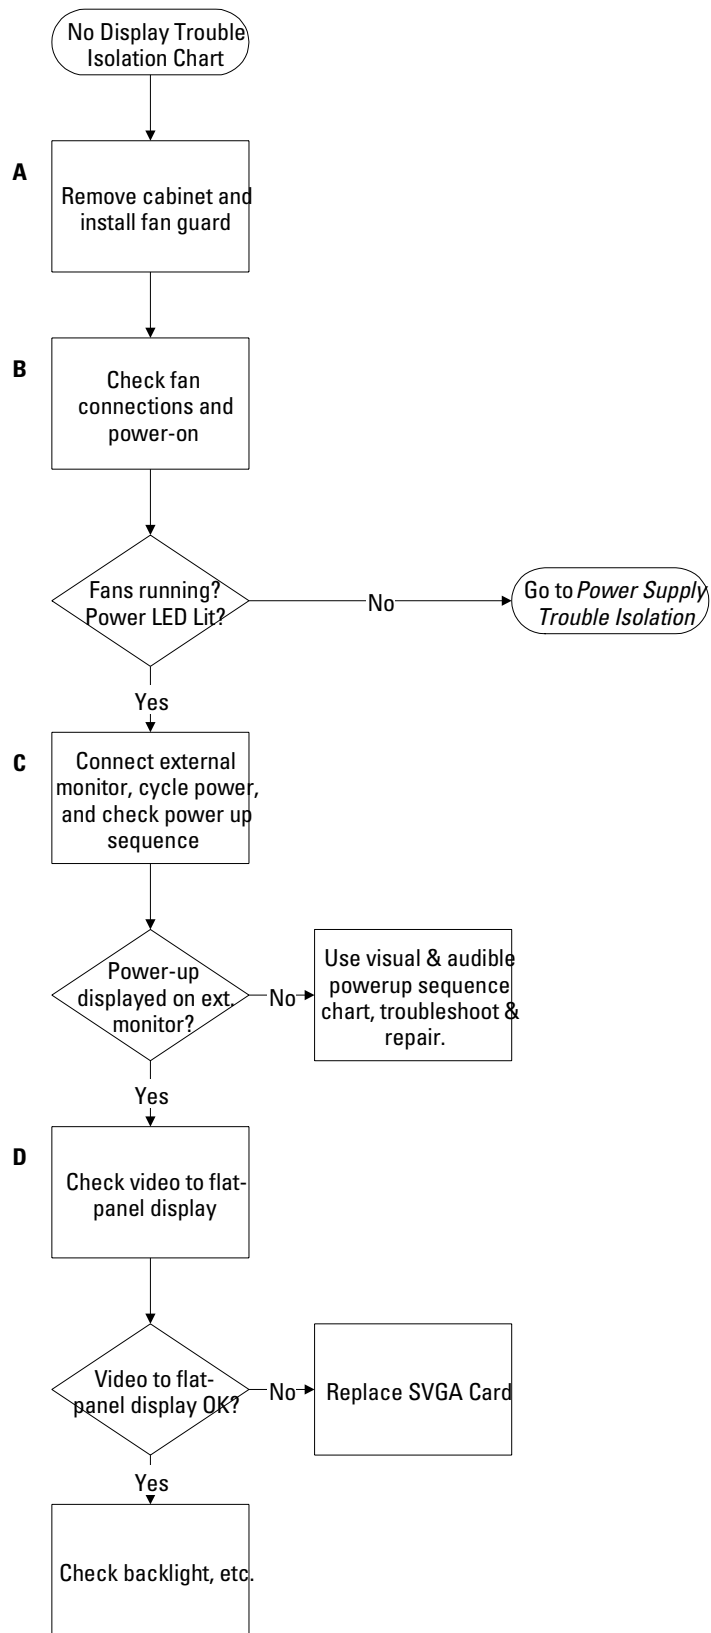 No Display Trouble
Isolation Chart
A
Remove cabinet and
install fan guard
B
Check fan
connections and
power-on
Fans running?
Power LED Lit?
No
Go to Power Supply
Trouble Isolation
Yes
C
Connect external
monitor, cycle power,
and check power up
sequence
Power-up
displayed on ext.
monitor?
No
Use visual & audible
powerup sequence
chart, troubleshoot &
repair.
Yes
D
Check video to flat-
panel display
Video to flat-
panel display OK?
No
Replace SVGA Card
Yes
Check backlight, etc.